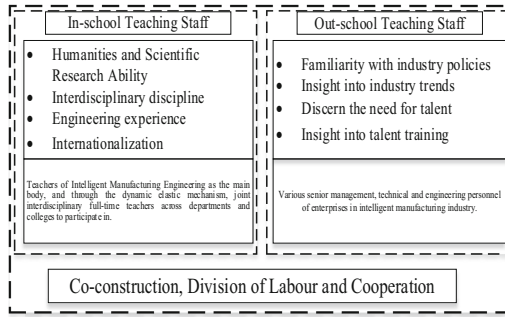 In-school Teaching Staff
Humanities and Scientific
Research Ability
Interdisciplinary discipline
Engineering experience
Internationalization
Teachers of Intelligent Manufacturing Engineering as the main
body, and through the dynamic elastic mechanism, joint
interdisciplinary full-time teachers across departments and
colleges to participate in.
Out-school Teaching Staff
Familiarity with industry policies
Insight into industry trends
Discern the need for talent
Insight into talent training
Various senior management, technical and engineering personnel
of enterprises in intelligent manufacturing industry.
Co-construction, Division of Labour and Cooperation